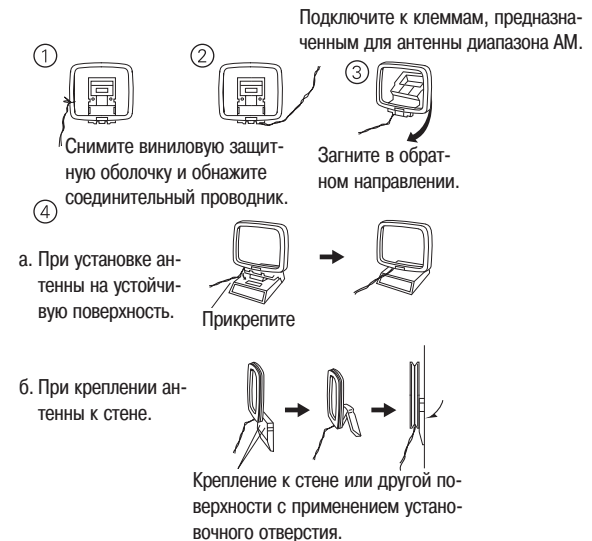 Подключите к клеммам, предназна-
ченным для антенны диапазона АМ.
1
2
3
Снимите виниловую защит-
ную оболочку и обнажите
соединительный проводник.
Загните в обрат-
ном направлении.
4
а. При установке ан-
тенны на устойчи-
вую поверхность.
Прикрепите
б. При креплении ан-
тенны к стене.
Крепление к стене или другой по-
верхности с применением устано-
вочного отверстия.